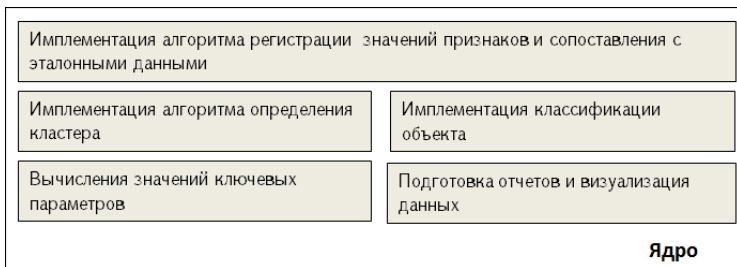 Имплементация алгоритма регистрации значений признаков и сопоставления с
эталонными данными
Имплементация алгоритма определения
кластера
Имплементация классификации
объекта
Вычисления значений ключевых
параметров
Подготовка отчетов и визуализация
данных
Ядро